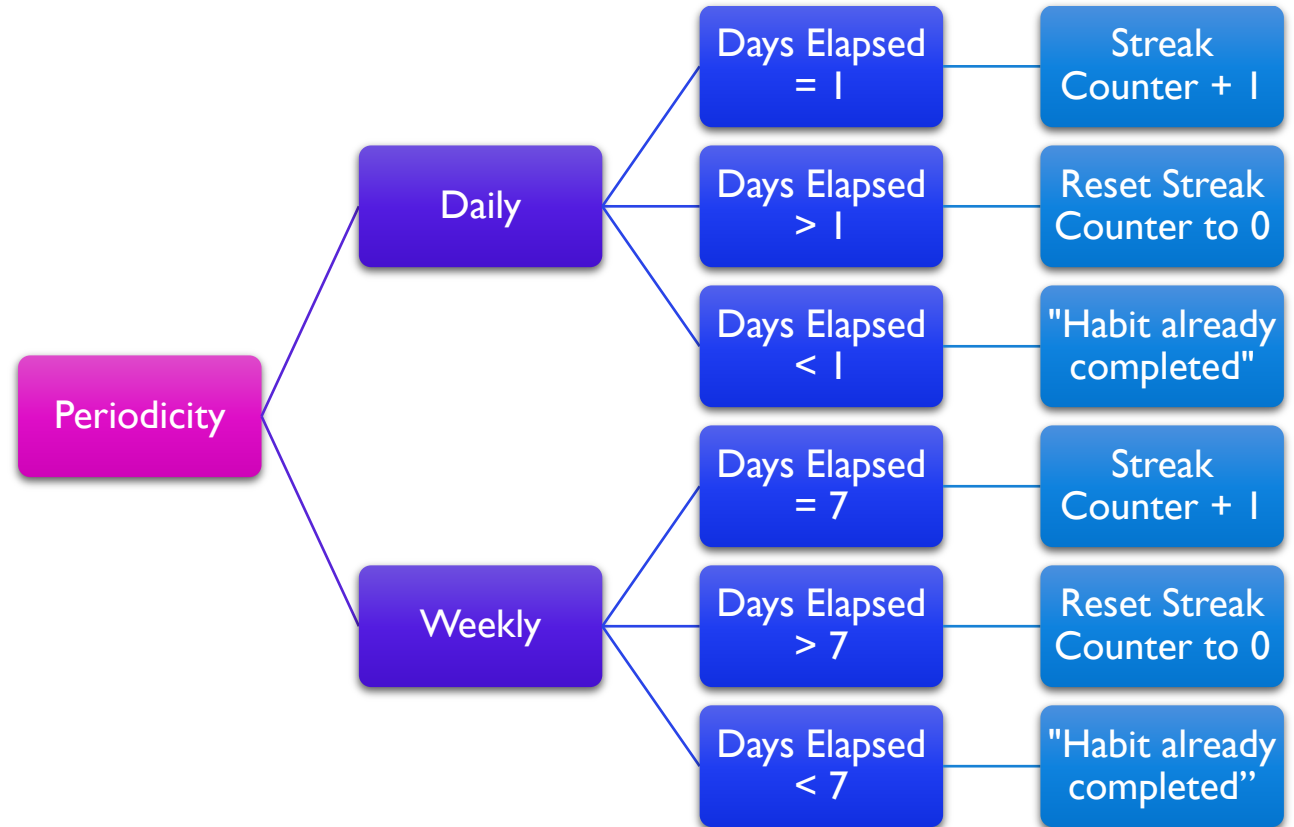 Periodicity
Daily
Days Elapsed
= 1
Streak
Counter + 1
Days Elapsed
> 1
Reset Streak
Counter to 0
Days Elapsed
< 1
"Habit already
completed"
Weekly
Days Elapsed
= 7
Streak
Counter + 1
Days Elapsed
> 7
Reset Streak
Counter to 0
Days Elapsed
< 7
"Habit already
completed”